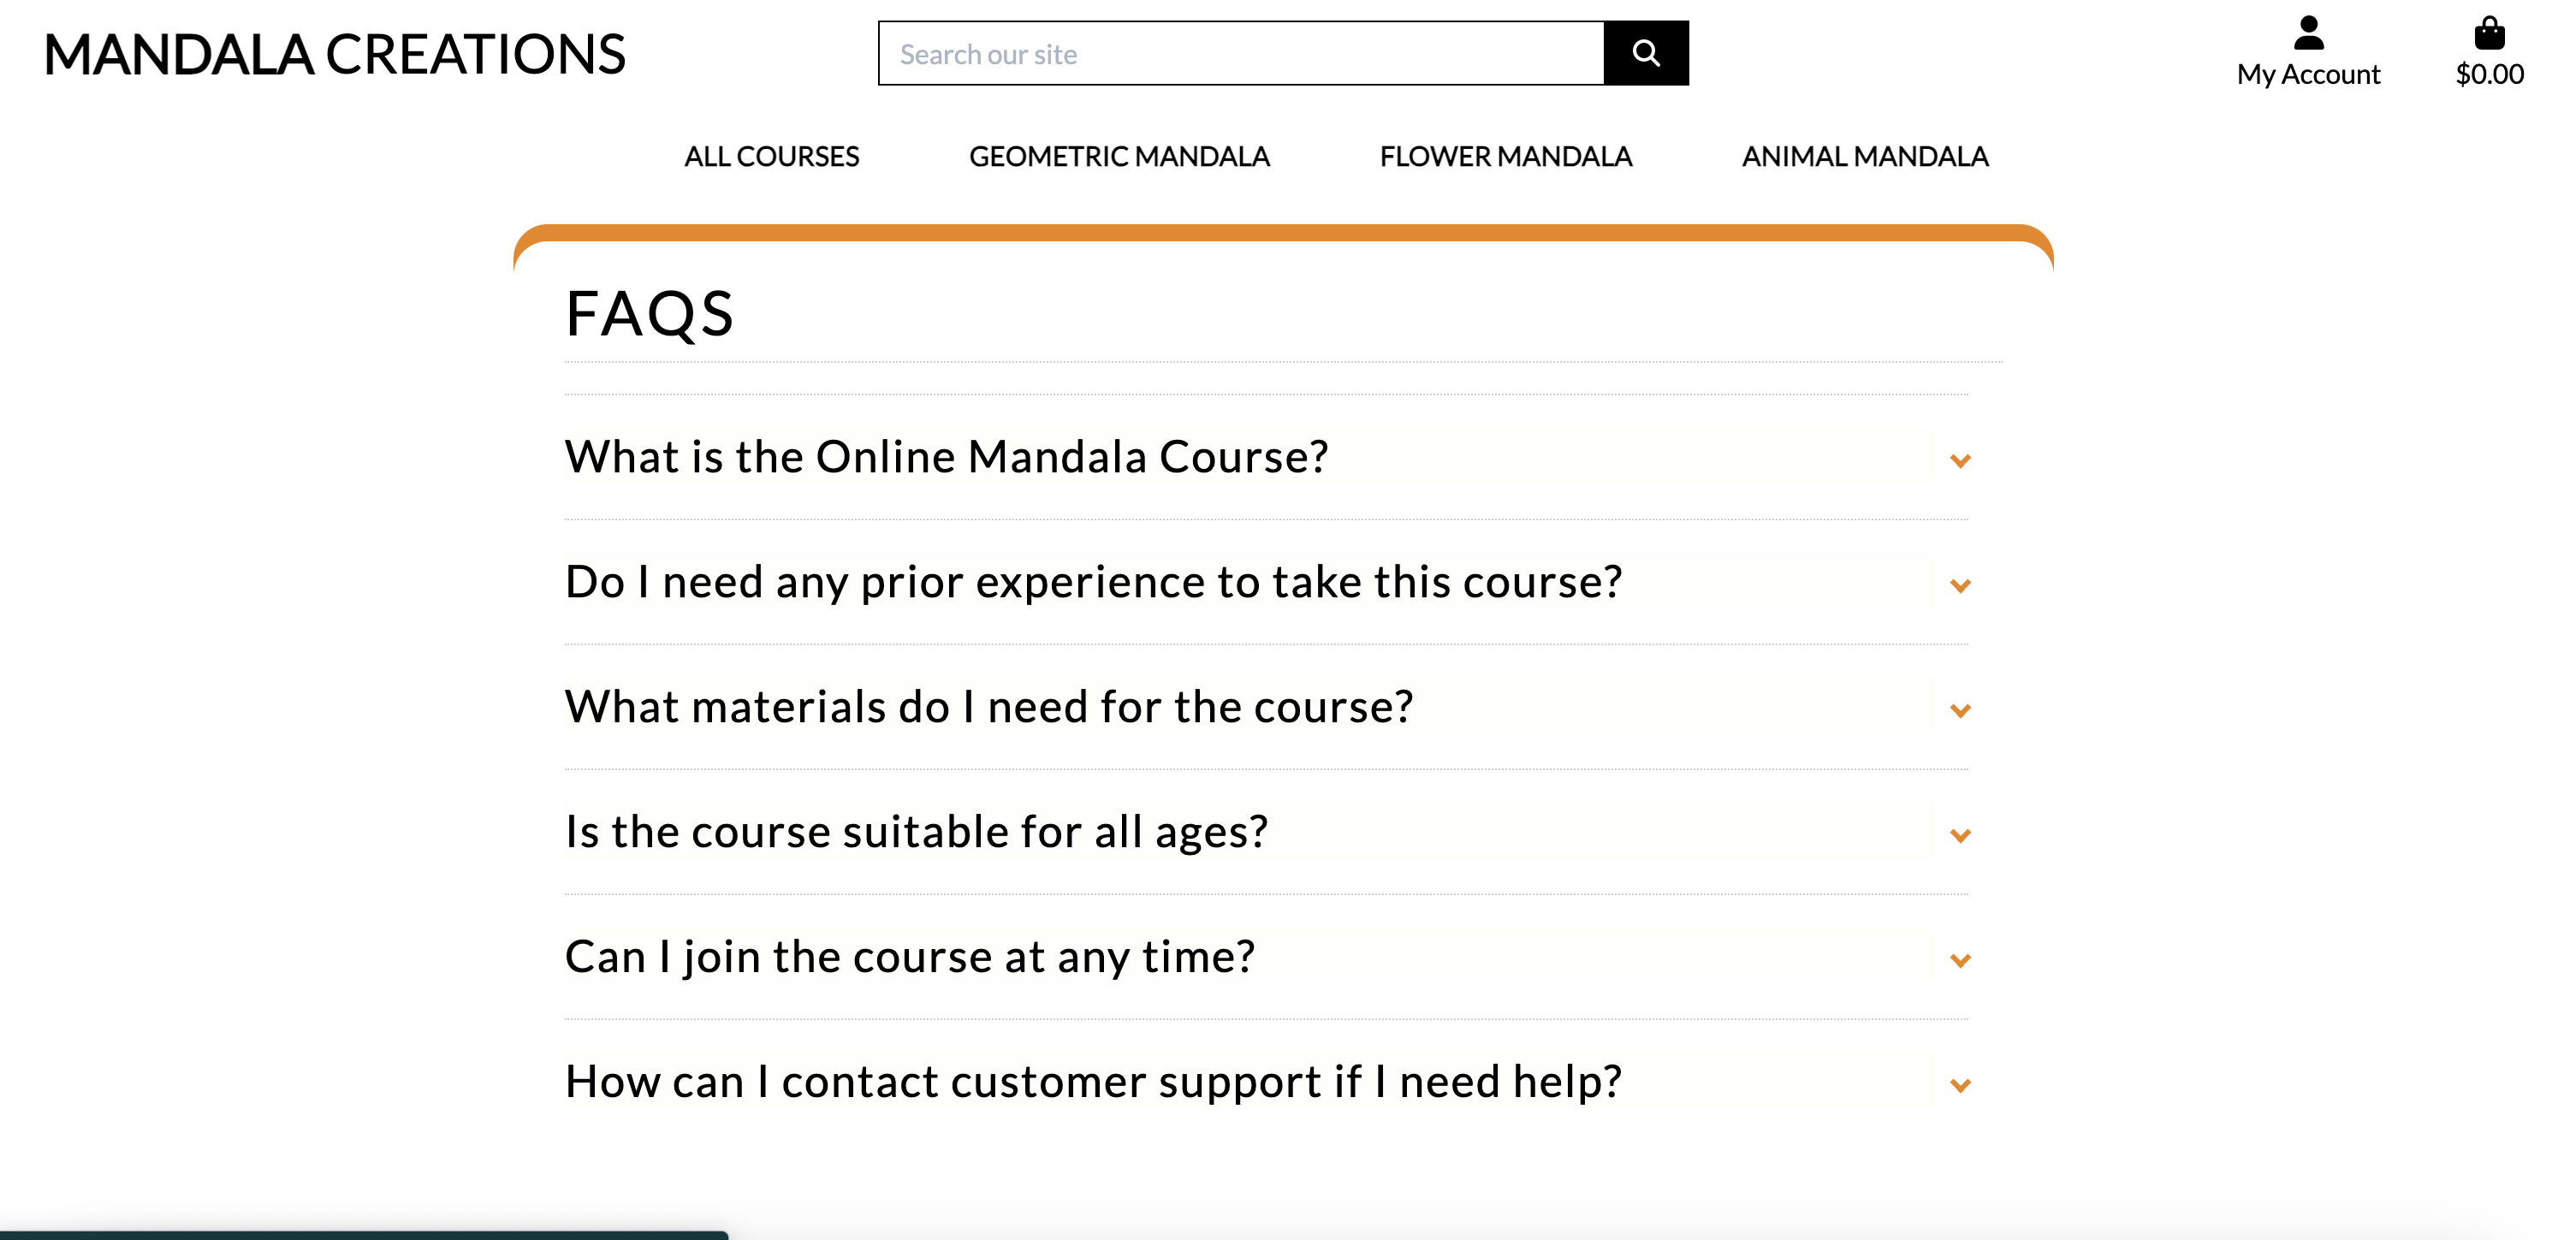 MANDALA CREATIONS
Search our site
My Account
$0.00
ALL COURSES
GEOMETRIC MANDALA
FLOWER MANDALA
ANIMAL MANDALA
FAQS
What is the Online Mandala Course?
Do I need any prior experience to take this course?
What materials do I need for the course?
Is the course suitable for all ages?
Can I join the course at any time?
How can I contact customer support if I need help?